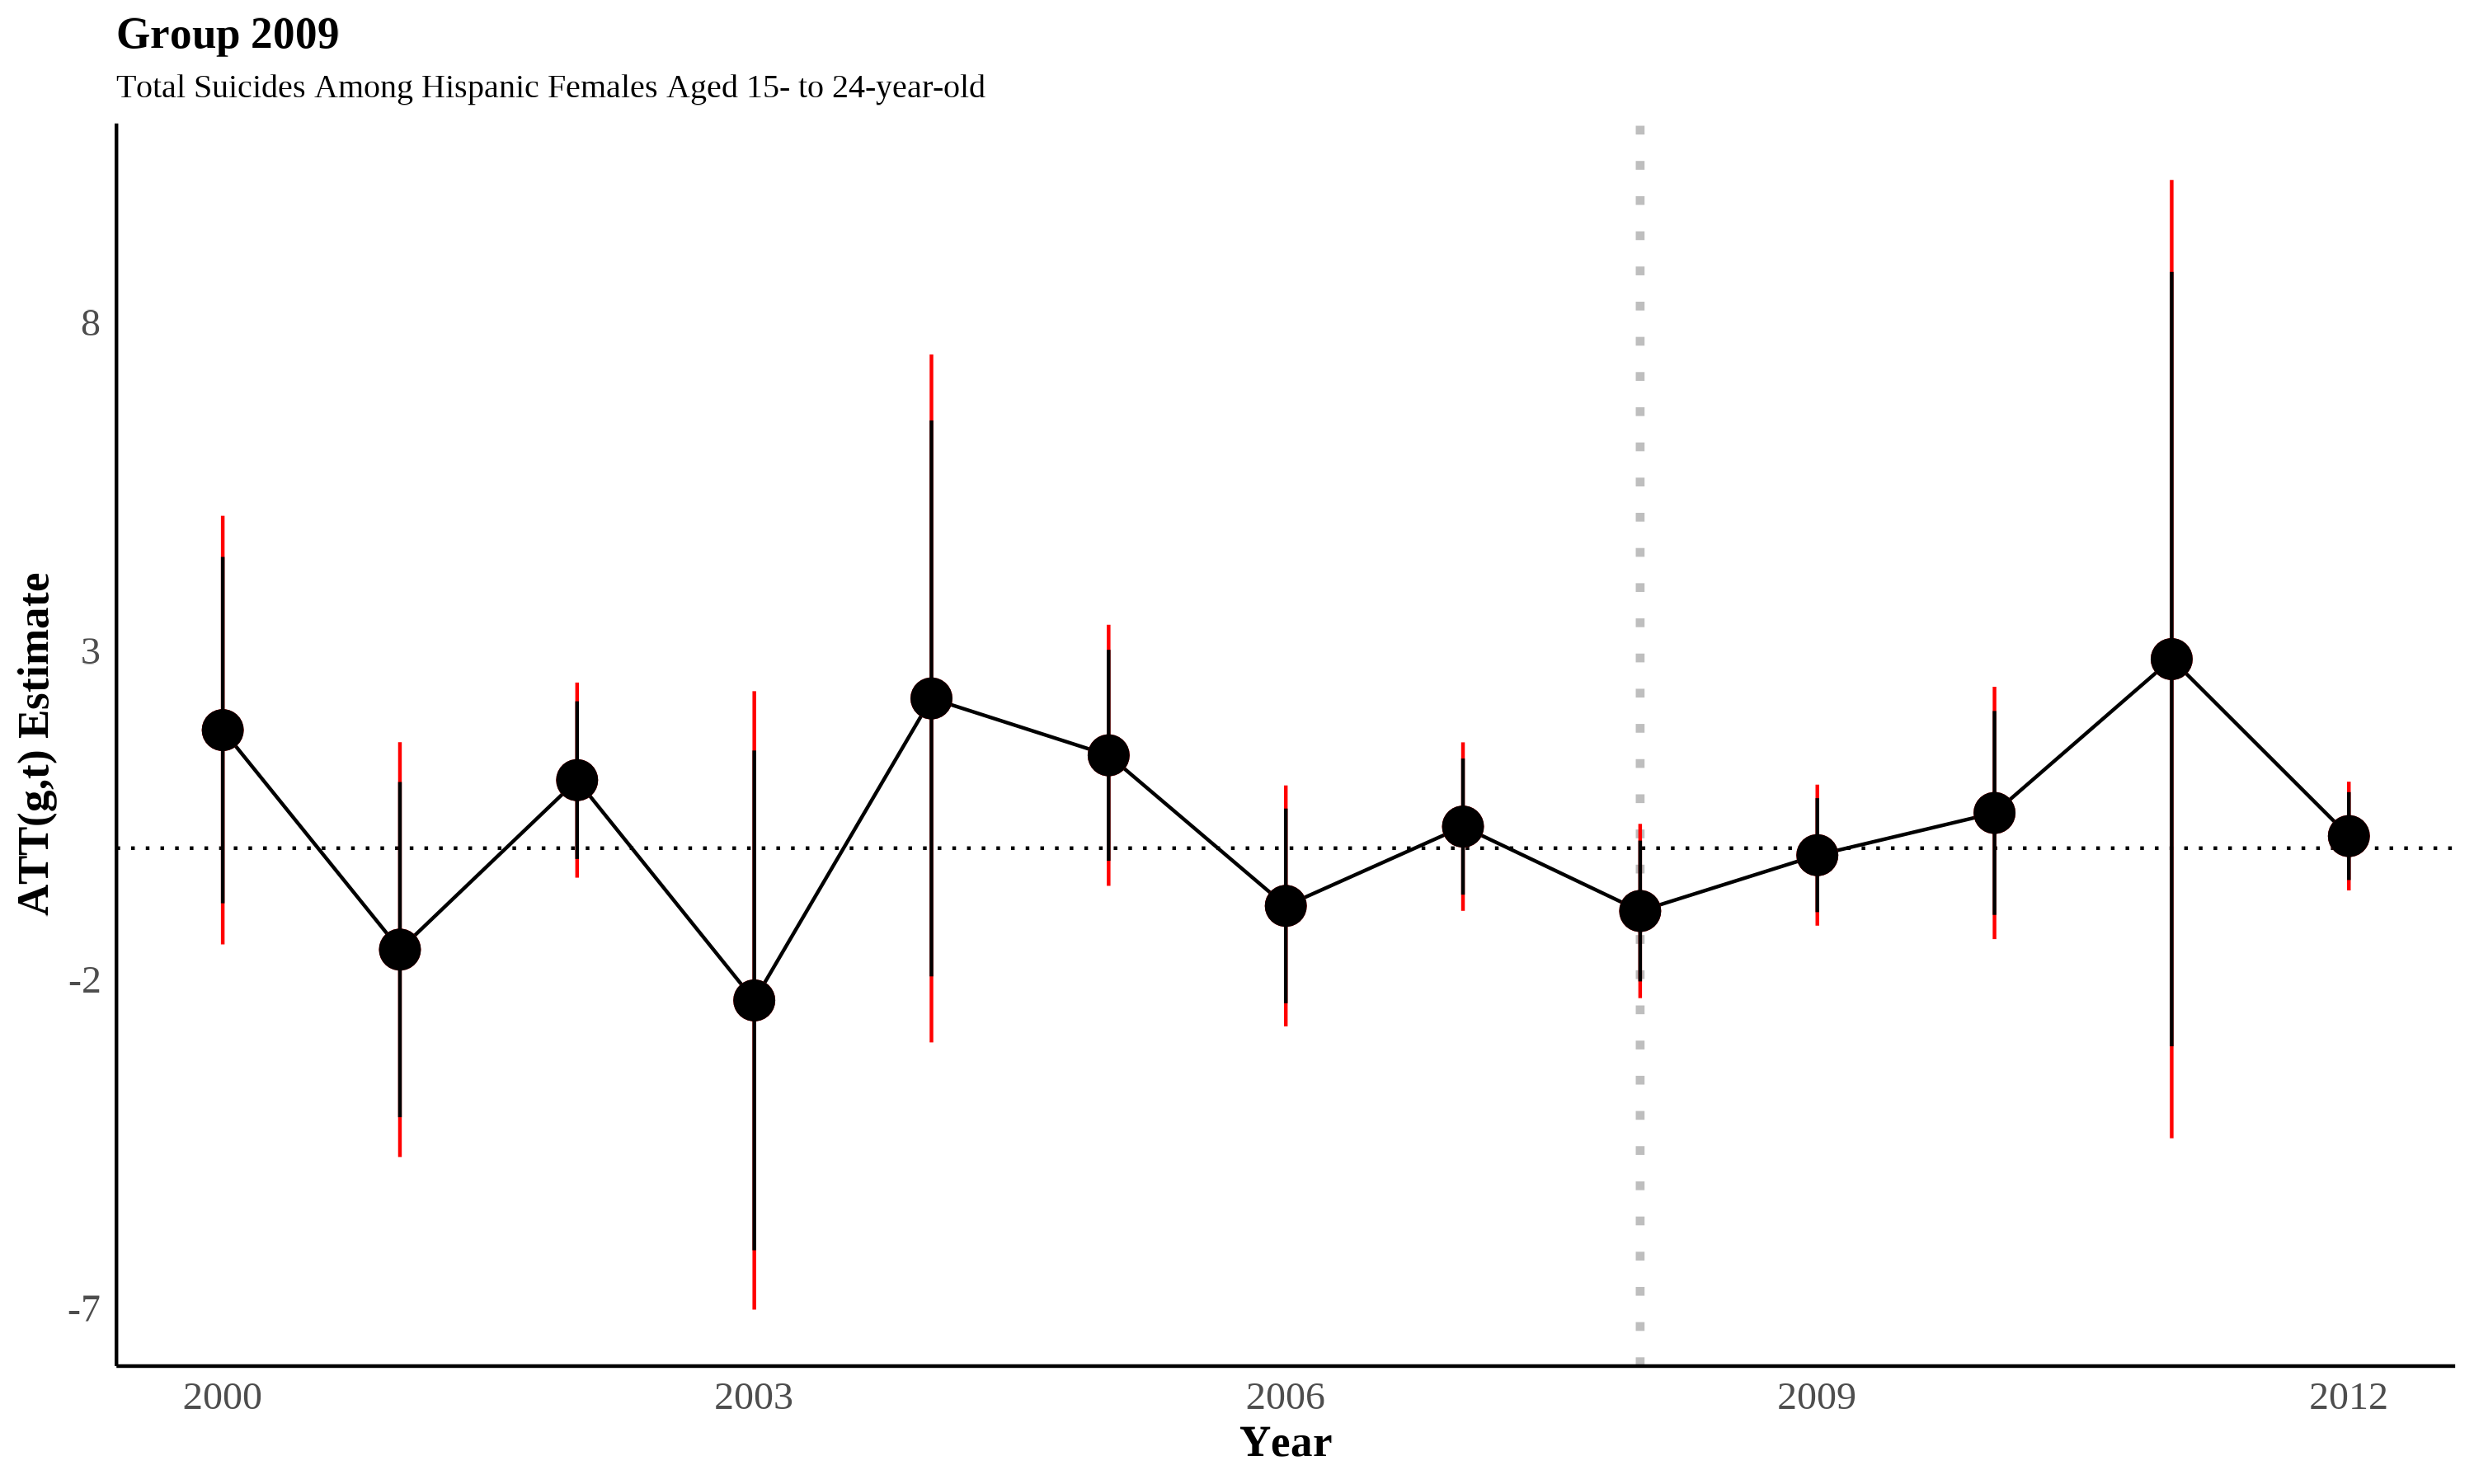 Group 2009
Total Suicides Among Hispanic Females Aged 15- to 24-year-old
ATT(g,t) Estimate
8
3
-2
-7
2000 2003 2006 2009 2012
Year